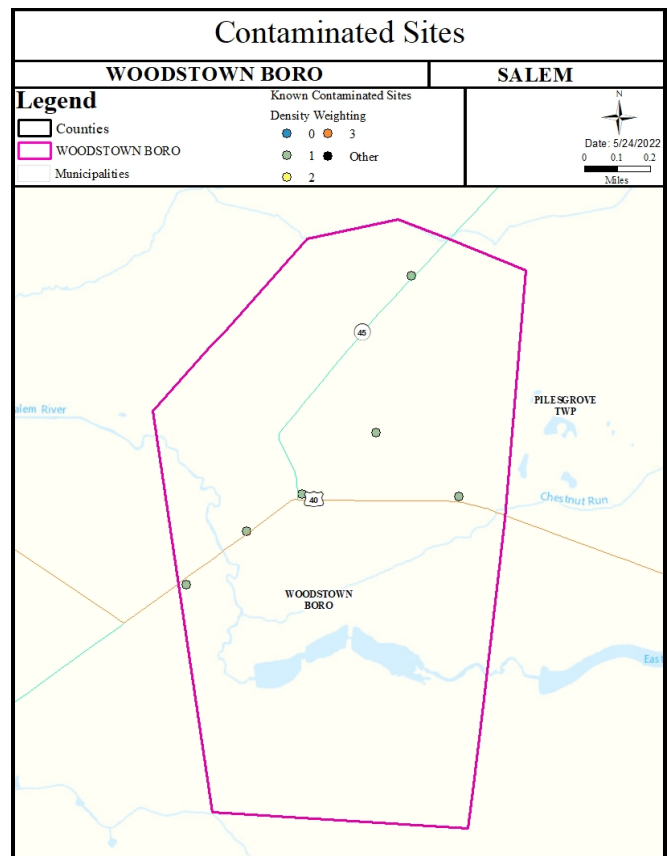 Contaminated Sites
WOODSTOWN BORO
SALEM
Legend
Counties
WOODSTOWN BORO
Municipalities
Known Contaminated Sites
Density Weighting
0 3
1 Other
2
N
Date: 5/24/2022
0 0.1 0.2
Miles
45
alem River
PILESGROVE
TWP
40
Chestnut Run
WOODSTOWN
BORO
East